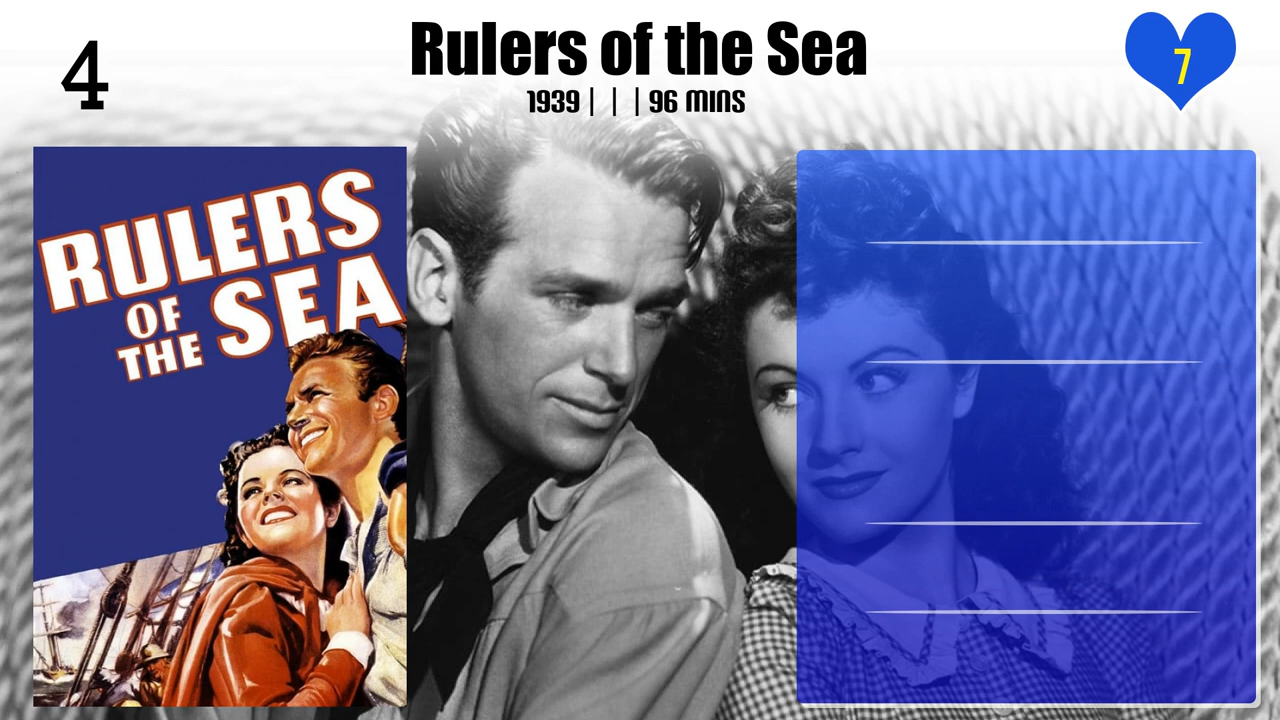 4
Rulers of the Sea
7
1939 | | | 96 MINS
RULERS
OF
THE SEA